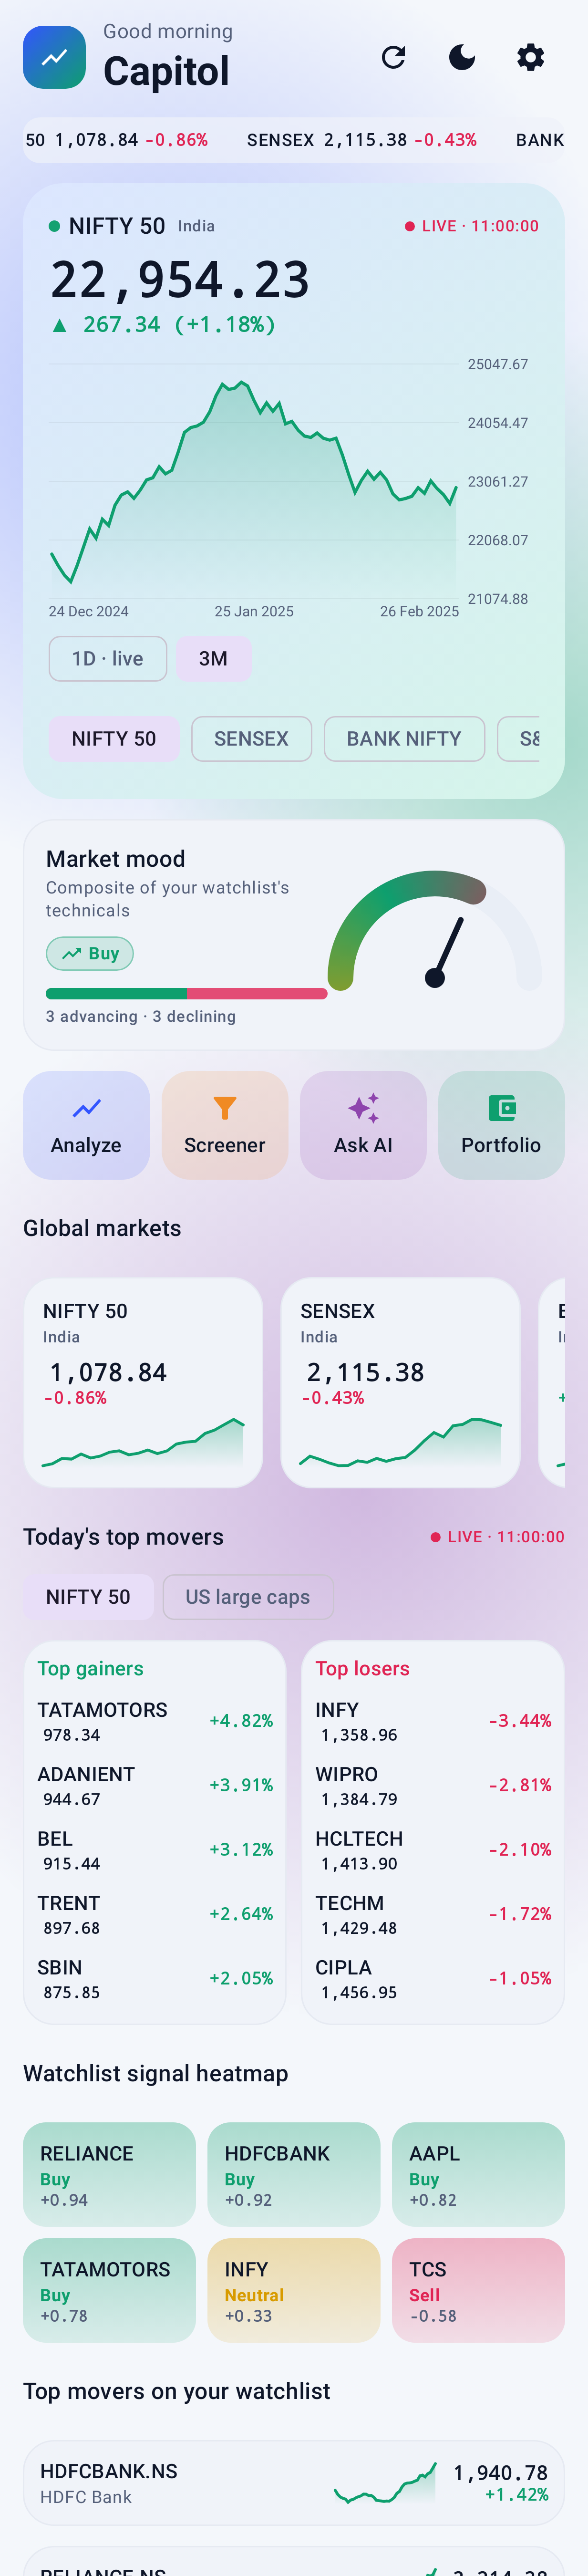 Good morning
Capitol
50 1,078.84 -0.86% SENSEX 2,115.38 -0.43% BANK
NIFTY 50 India LIVE · 11:00:00
22,954.23
▲ 267.34 (+1.18%)
25047.67
24054.47
23061.27
22068.07
21074.88
24 Dec 2024 25 Jan 2025 26 Feb 2025
1D · live 3M
NIFTY 50 SENSEX BANK NIFTY S&
Market mood
Composite of your watchlist's
technicals
Buy
3 advancing · 3 declining
Analyze Screener Ask AI Portfolio
Global markets
NIFTY 50
India
1,078.84
-0.86%
SENSEX
India
2,115.38
-0.43%
Today's top movers LIVE · 11:00:00
NIFTY 50 US large caps
Top gainers
TATAMOTORS
978.34
+4.82%
ADANIENT
944.67
+3.91%
BEL
915.44
+3.12%
TRENT
897.68
+2.64%
SBIN
875.85
+2.05%
Top losers
INFY
1,358.96
-3.44%
WIPRO
1,384.79
-2.81%
HCLTECH
1,413.90
-2.10%
TECHM
1,429.48
-1.72%
CIPLA
1,456.95
-1.05%
Watchlist signal heatmap
RELIANCE
Buy
+0.94
HDFCBANK
Buy
+0.92
AAPL
Buy
+0.82
TATAMOTORS
Buy
+0.78
INFY
Neutral
+0.33
TCS
Sell
-0.58
Top movers on your watchlist
HDFCBANK.NS
HDFC Bank
1,940.78
+1.42%